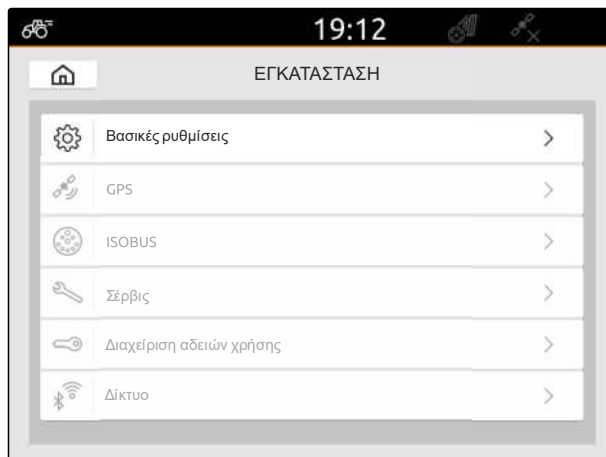 19:12
ΕΓΚΑΤΑΣΤΑΣΗ
Βασικές ρυθμίσεις
GPS
ISOBUS
Σέρβις
Διαχείριση αδειών χρήσης
Δίκτυο